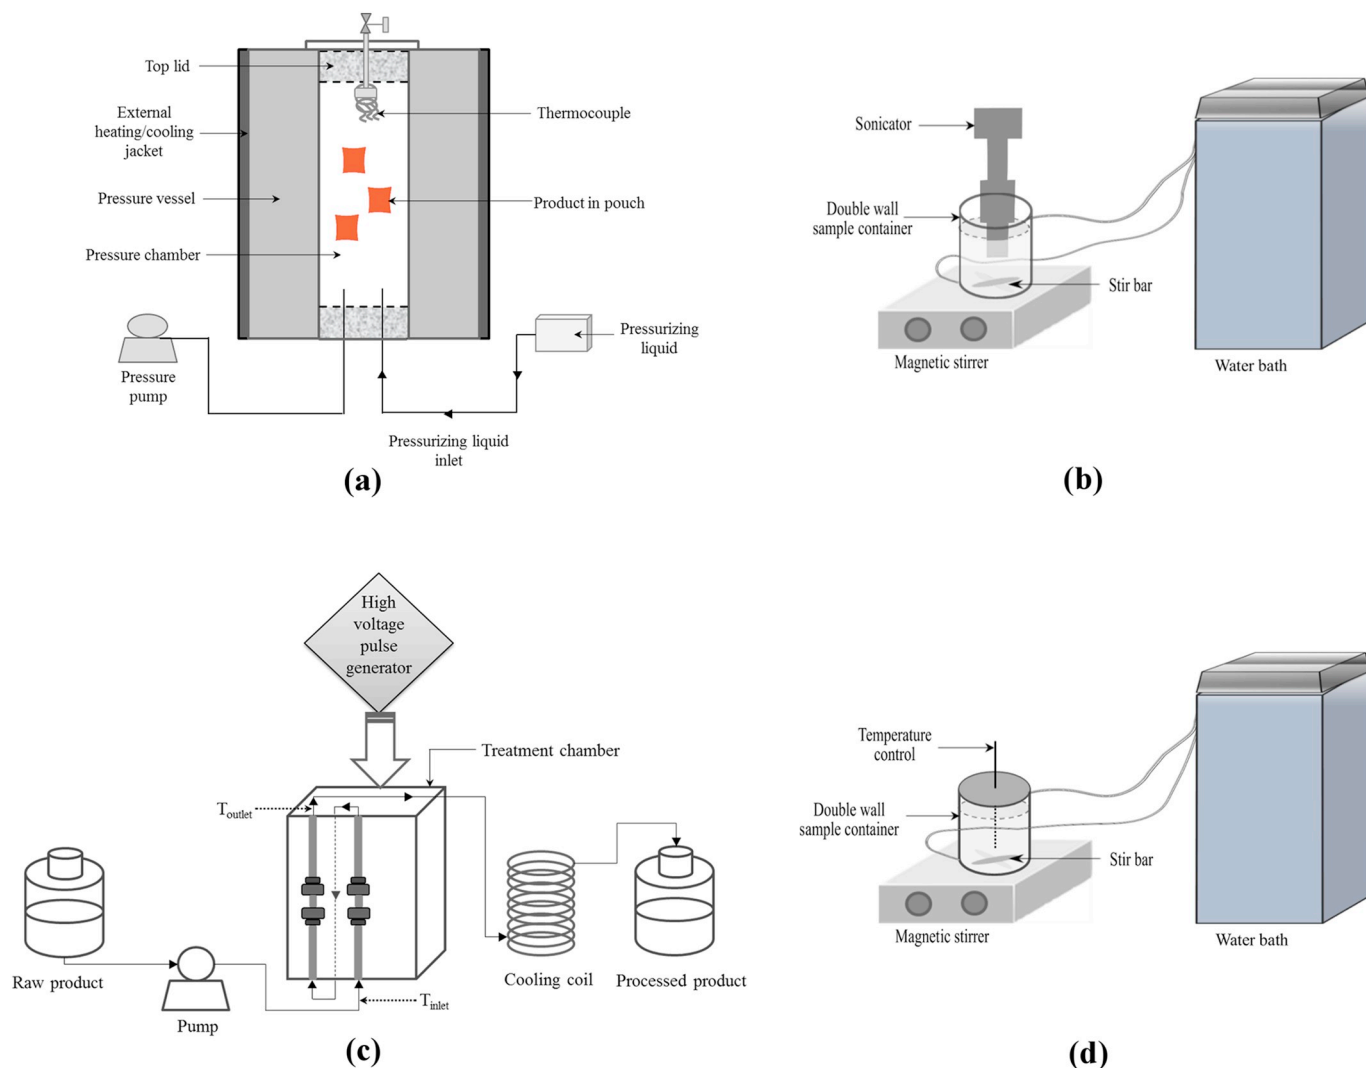 Top lid
External
heating/cooling
jacket
Thermocouple
Pressure vessel
Product in pouch
Pressure chamber
Pressurizing
liquid
Pressure
pump
Pressurizing liquid
inlet
(a)
Sonicator
Double wall
sample container
Stir bar
Magnetic stirrer
Water bath
(b)
High
voltage
pulse
generator
Treatment chamber
Toutlet
Raw product
Pump
Tinlet
Cooling coil
Processed product
(c)
Temperature
control
Double wall
sample container
Stir bar
Magnetic stirrer
Water bath
(d)